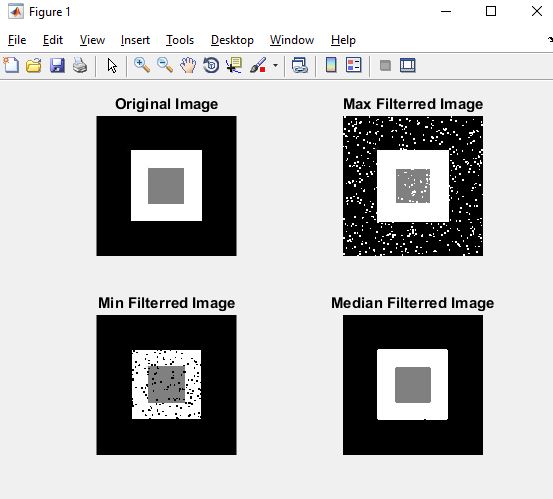 Figure 1
File Edit View Insert Tools Desktop Window Help
Original Image Max Filterred Image
Min Filterred Image Median Filterred Image